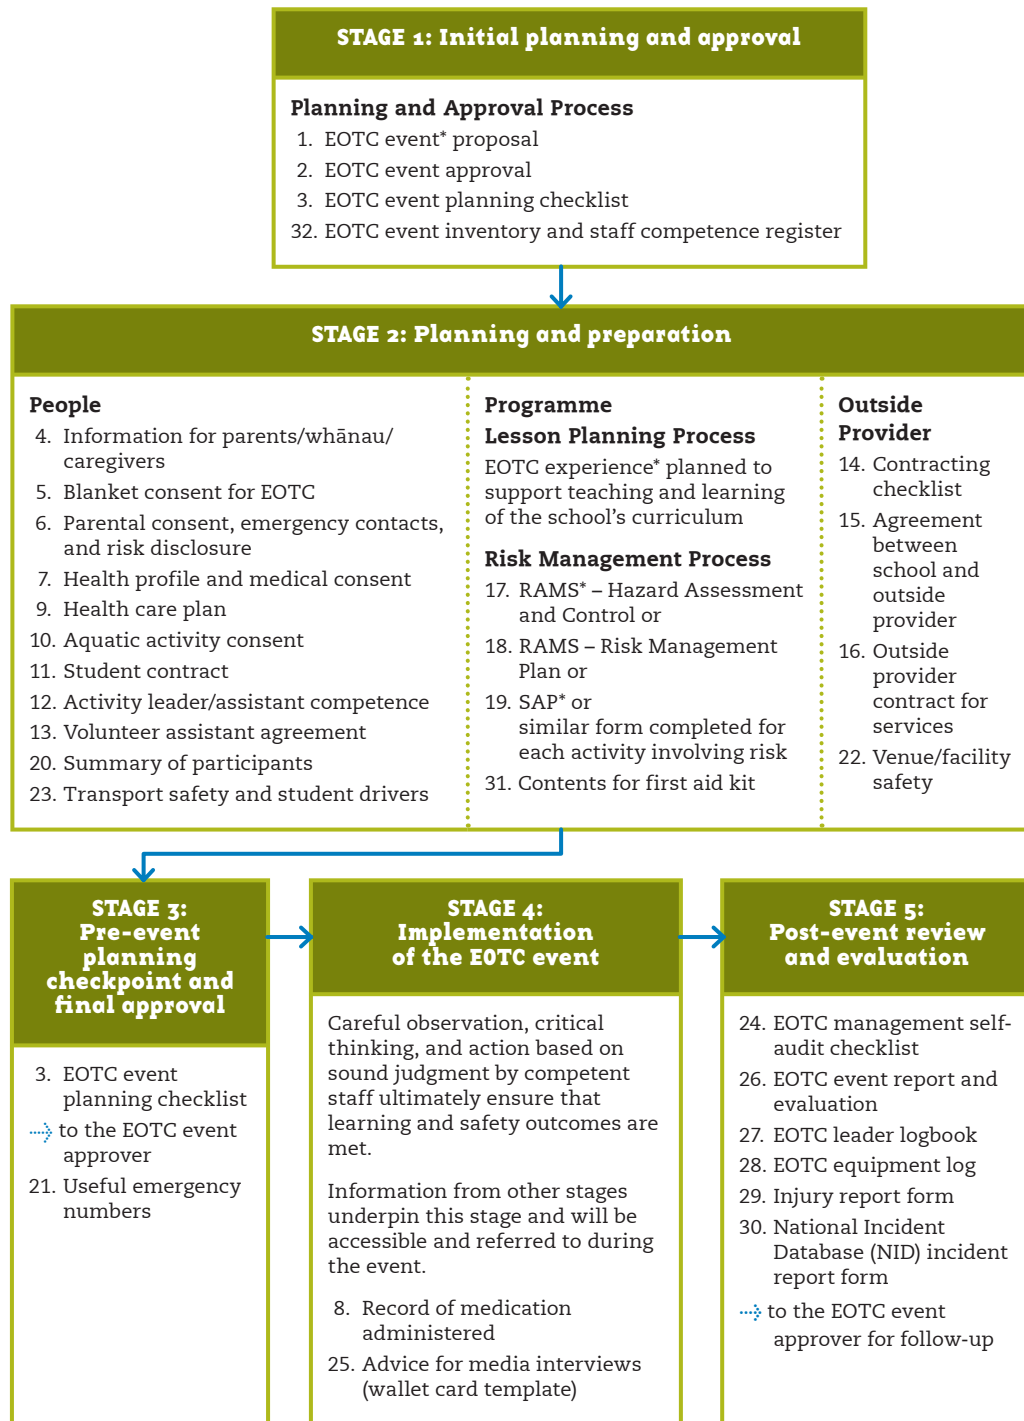 STAGE 1: Initial planning and approval
Planning and Approval Process
1. EOTC event* proposal
2. EOTC event approval
3. EOTC event planning checklist
32. EOTC event inventory and staff competence register
STAGE 2: Planning and preparation
People
4. Information for parents/whānau/
caregivers
5. Blanket consent for EOTC
6. Parental consent, emergency contacts,
and risk disclosure
7. Health profile and medical consent
9. Health care plan
10. Aquatic activity consent
11. Student contract
12. Activity leader/assistant competence
13. Volunteer assistant agreement
20. Summary of participants
23. Transport safety and student drivers
Programme
Lesson Planning Process
EOTC experience* planned to
support teaching and learning
of the school's curriculum
Risk Management Process
17. RAMS* – Hazard Assessment
and Control or
18. RAMS – Risk Management
Plan or
19. SAP* or
similar form completed for
each activity involving risk
31. Contents for first aid kit
Outside
Provider
14. Contracting
checklist
15. Agreement
between
school and
outside
provider
16. Outside
provider
contract for
services
22. Venue/facility
safety
STAGE 3:
Pre-event
planning
checkpoint and
final approval
3. EOTC event
planning checklist
to the EOTC event
approver
21. Useful emergency
numbers
STAGE 4:
Implementation
of the EOTC event
Careful observation, critical
thinking, and action based on
sound judgment by competent
staff ultimately ensure that
learning and safety outcomes are
met.
Information from other stages
underpin this stage and will be
accessible and referred to during
the event.
8. Record of medication
administered
25. Advice for media interviews
(wallet card template)
STAGE 5:
Post-event review
and evaluation
24. EOTC management self-
audit checklist
26. EOTC event report and
evaluation
27. EOTC leader logbook
28. EOTC equipment log
29. Injury report form
30. National Incident
Database (NID) incident
report form
to the EOTC event
approver for follow-up